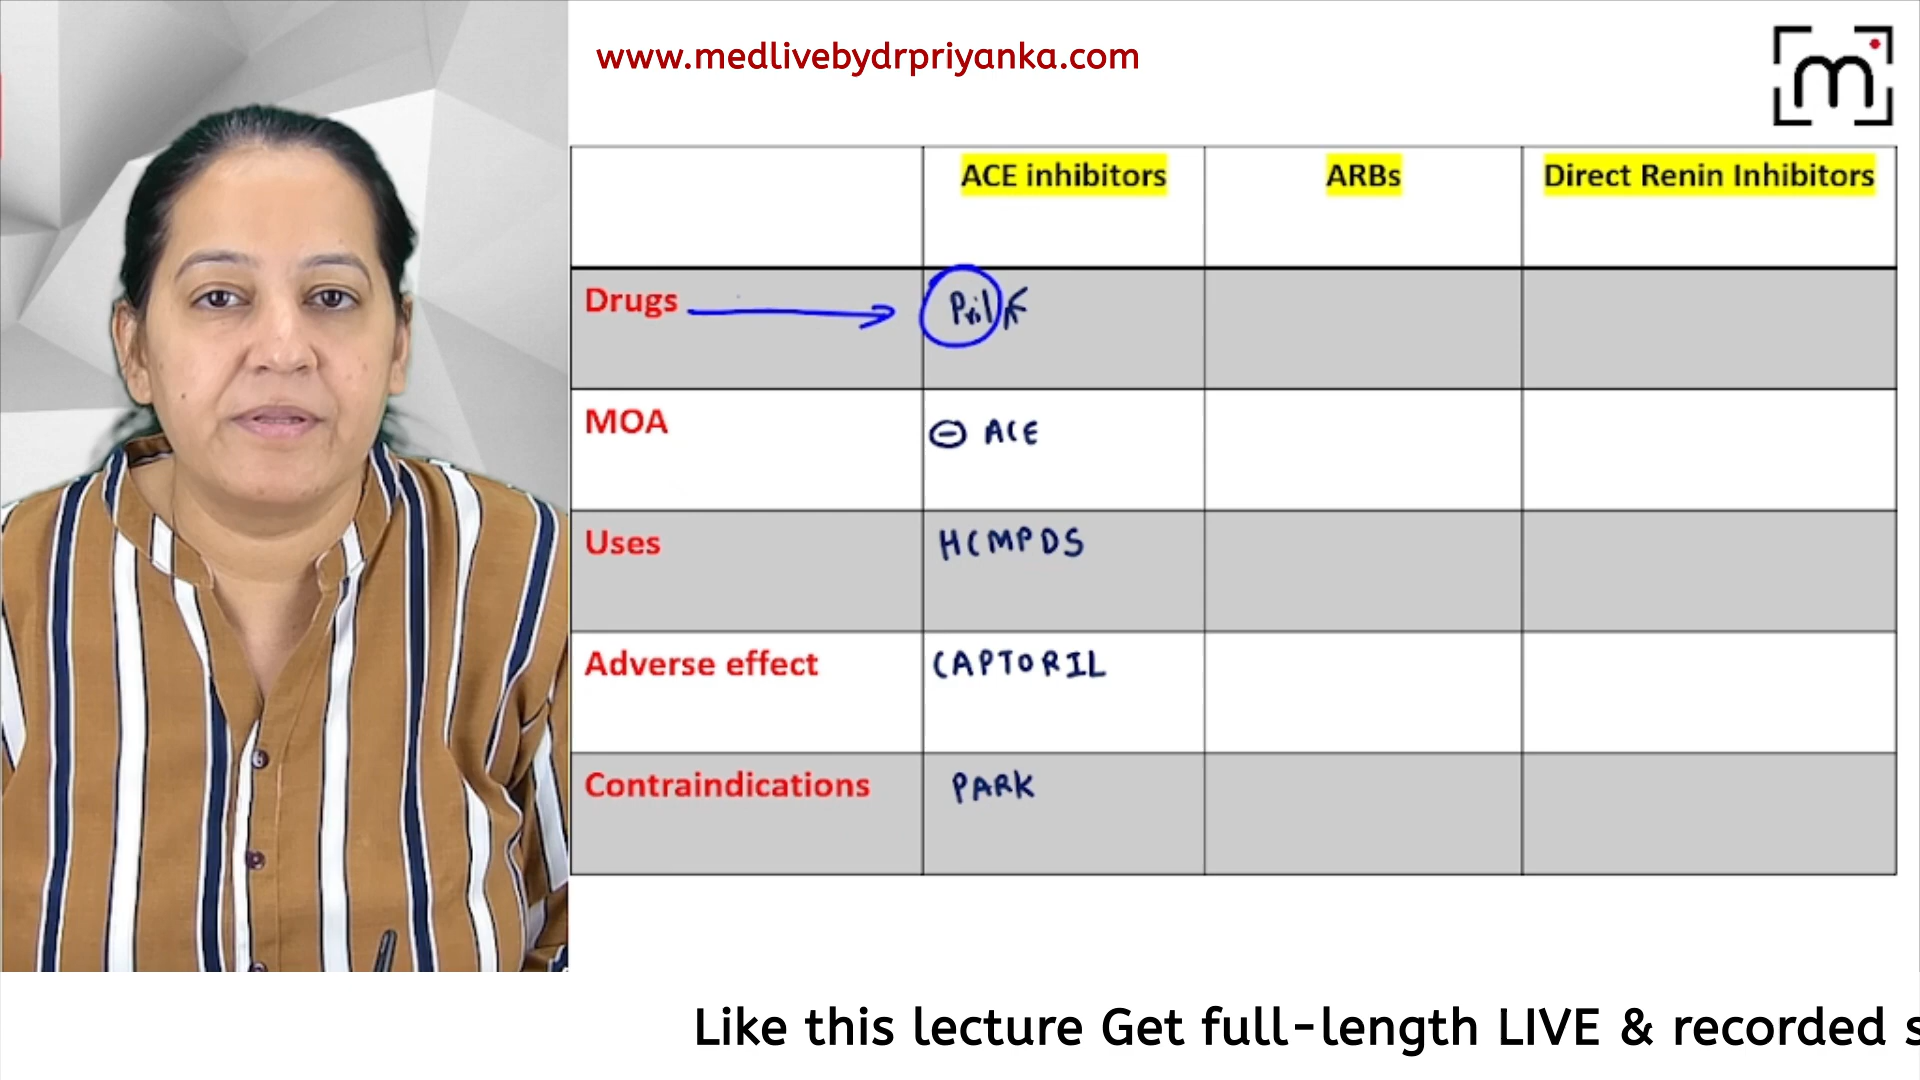 www.medlivebydrpriyanka.com
m
ACE inhibitors ARBs Direct Renin Inhibitors
Drugs Pril
MOA ⊖ ACE
Uses HCMPDS
Adverse effect CAPTORIL
Contraindications PARK
Like this lecture Get full-length LIVE & recorded s